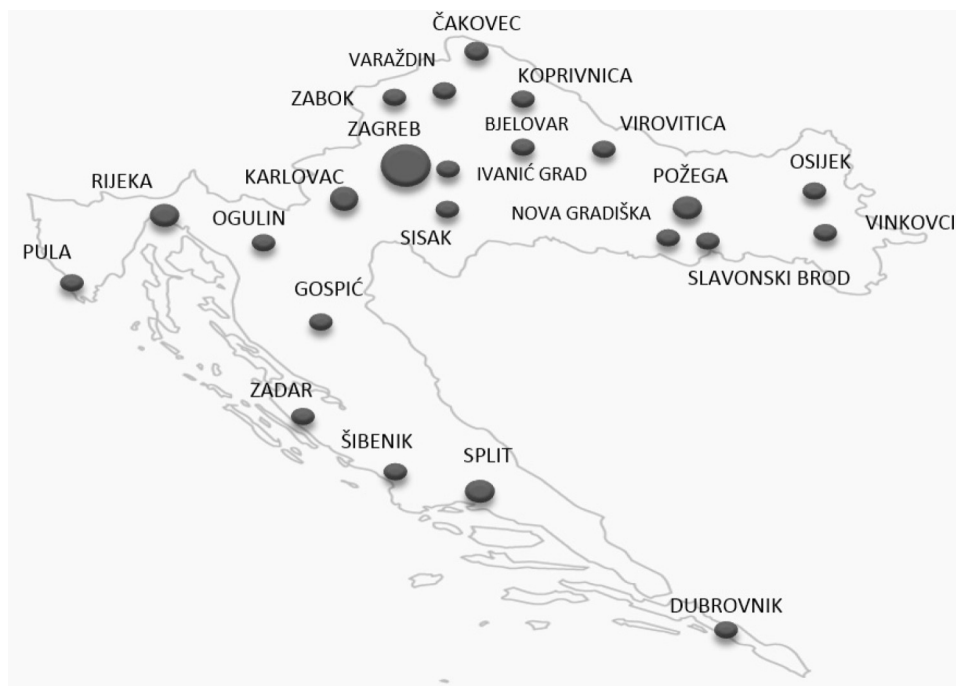 ČAKOVEC
VARAŽDIN
KOPRIVNICA
ZABOK
ZAGREB
BJELOVAR
VIROVITICA
OSIJEK
RIJEKA
KARLOVAC
IVANIĆ GRAD
POŽEGA
OGULIN
NOVA GRADIŠKA
VINKOVCI
SISAK
PULA
SLAVONSKI BROD
GOSPIĆ
ZADAR
ŠIBENIK
SPLIT
DUBROVNIK